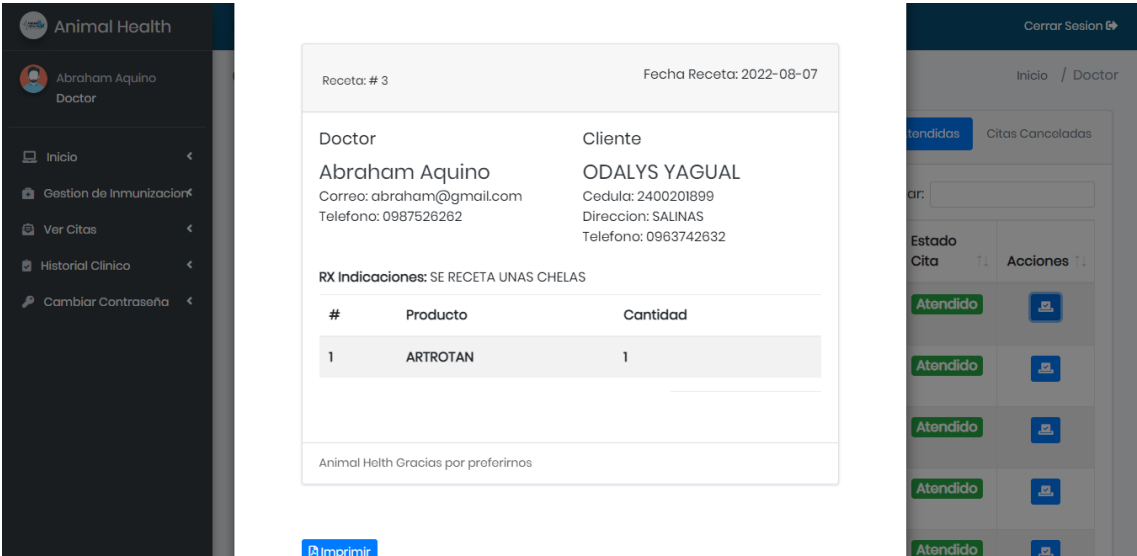 Animal Health
Cerrar Sesion
Abraham Aquino
Doctor
Inicio / Doctor
Inicio
Gestion de Inmunizacion
Ver Citas
Historial Clinico
Cambiar Contraseña
Receta: # 3
Fecha Receta: 2022-08-07
Doctor
Abraham Aquino
Correo: abraham@gmail.com
Telefono: 0987526262
Cliente
ODALYS YAGUAL
Cedula: 2400201899
Direccion: SALINAS
Telefono: 0963742632
RX Indicaciones: SE RECETA UNAS CHELAS
# Producto Cantidad
1 ARTROTAN 1
Animal Helth Gracias por preferirnos
Imprimir
tendidas Citas Canceladas
ar:
Estado
Cita Acciones
Atendido
Atendido
Atendido
Atendido
Atendido